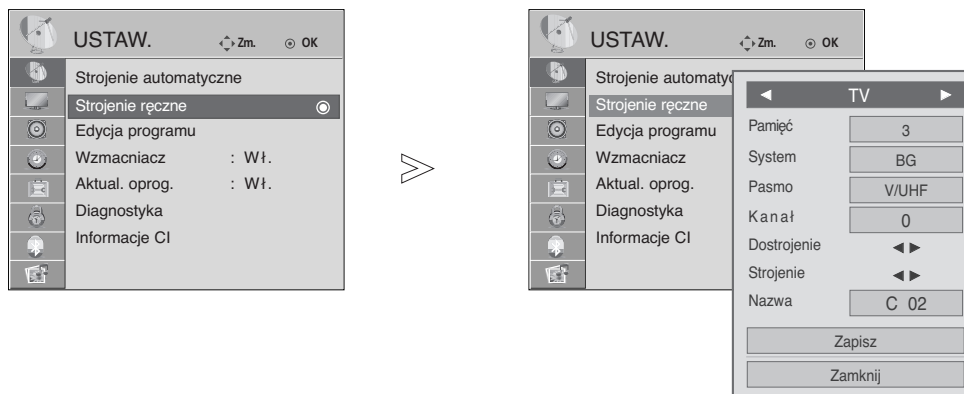 USTAW. Zm. OK
Strojenie automatyczne
Strojenie ręczne
Edycja programu
Wzmacniacz : Wł.
Aktual. oprog. : Wł.
Diagnostyka
Informacje CI
USTAW. Zm. OK
Strojenie automatyc
Strojenie ręczne
Edycja programu
Wzmacniacz
Aktual. oprog.
Diagnostyka
Informacje CI
◄ TV ►
Pamięć 3
System BG
Pasmo V/UHF
Kanał 0
Dostrojenie ◄ ►
Strojenie ◄ ►
Nazwa C 02
Zapisz
Zamknij